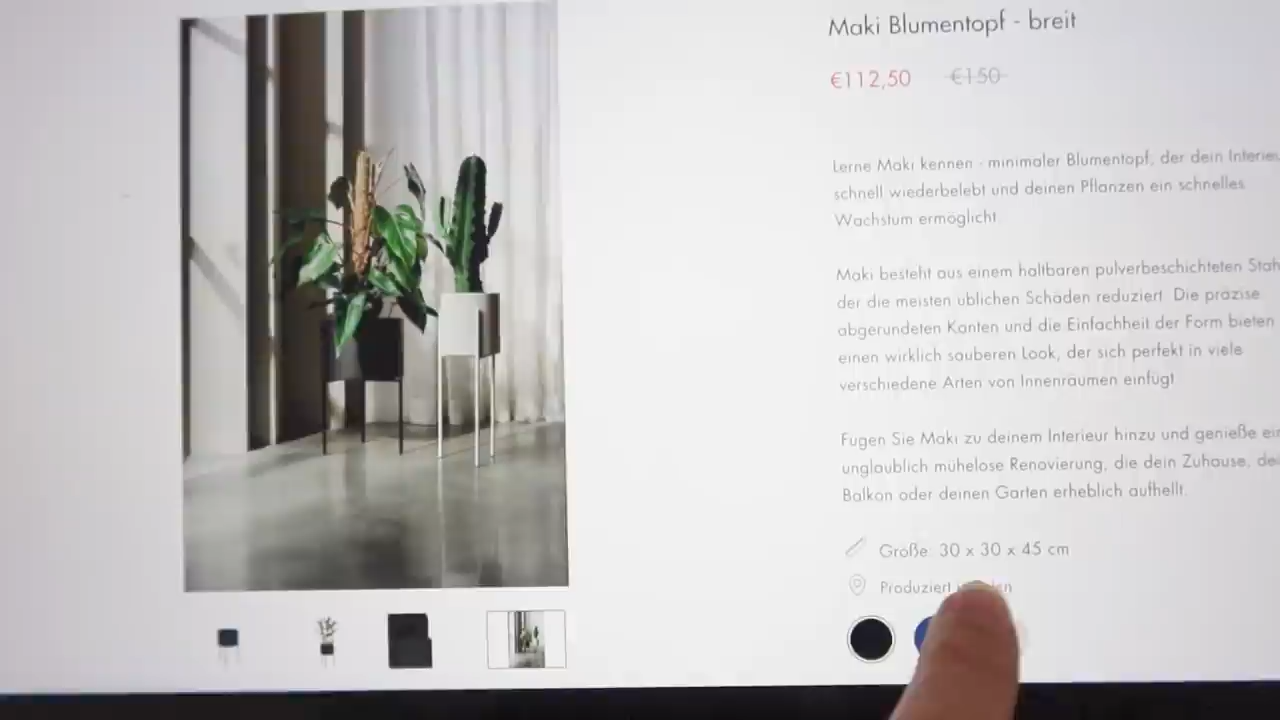 Maki Blumentopf - breit
€112,50 €150
Lerne Maki kennen - minimaler Blumentopf, der dein
schnell wiederbelebt und deinen Pflanzen ein schnelles
Wachstum ermöglicht
Maki besteht aus einem haltbaren pulverbeschichteten
der die meisten üblichen Schäden reduziert. Die präzise
abgerundeten Kanten und die Einfachheit der Form bieten
einen wirklich sauberen Look, der sich perfekt in viele
verschiedene Arten von Innenräumen einfügt
Fügen Sie Maki zu deinem Interieur hinzu und genieße
unglaublich mühelose Renovierung, die dein Zuhause,
Balkon oder deinen Garten erheblich aufhellt.
Größe: 30 x 30 x 45 cm
Produziert